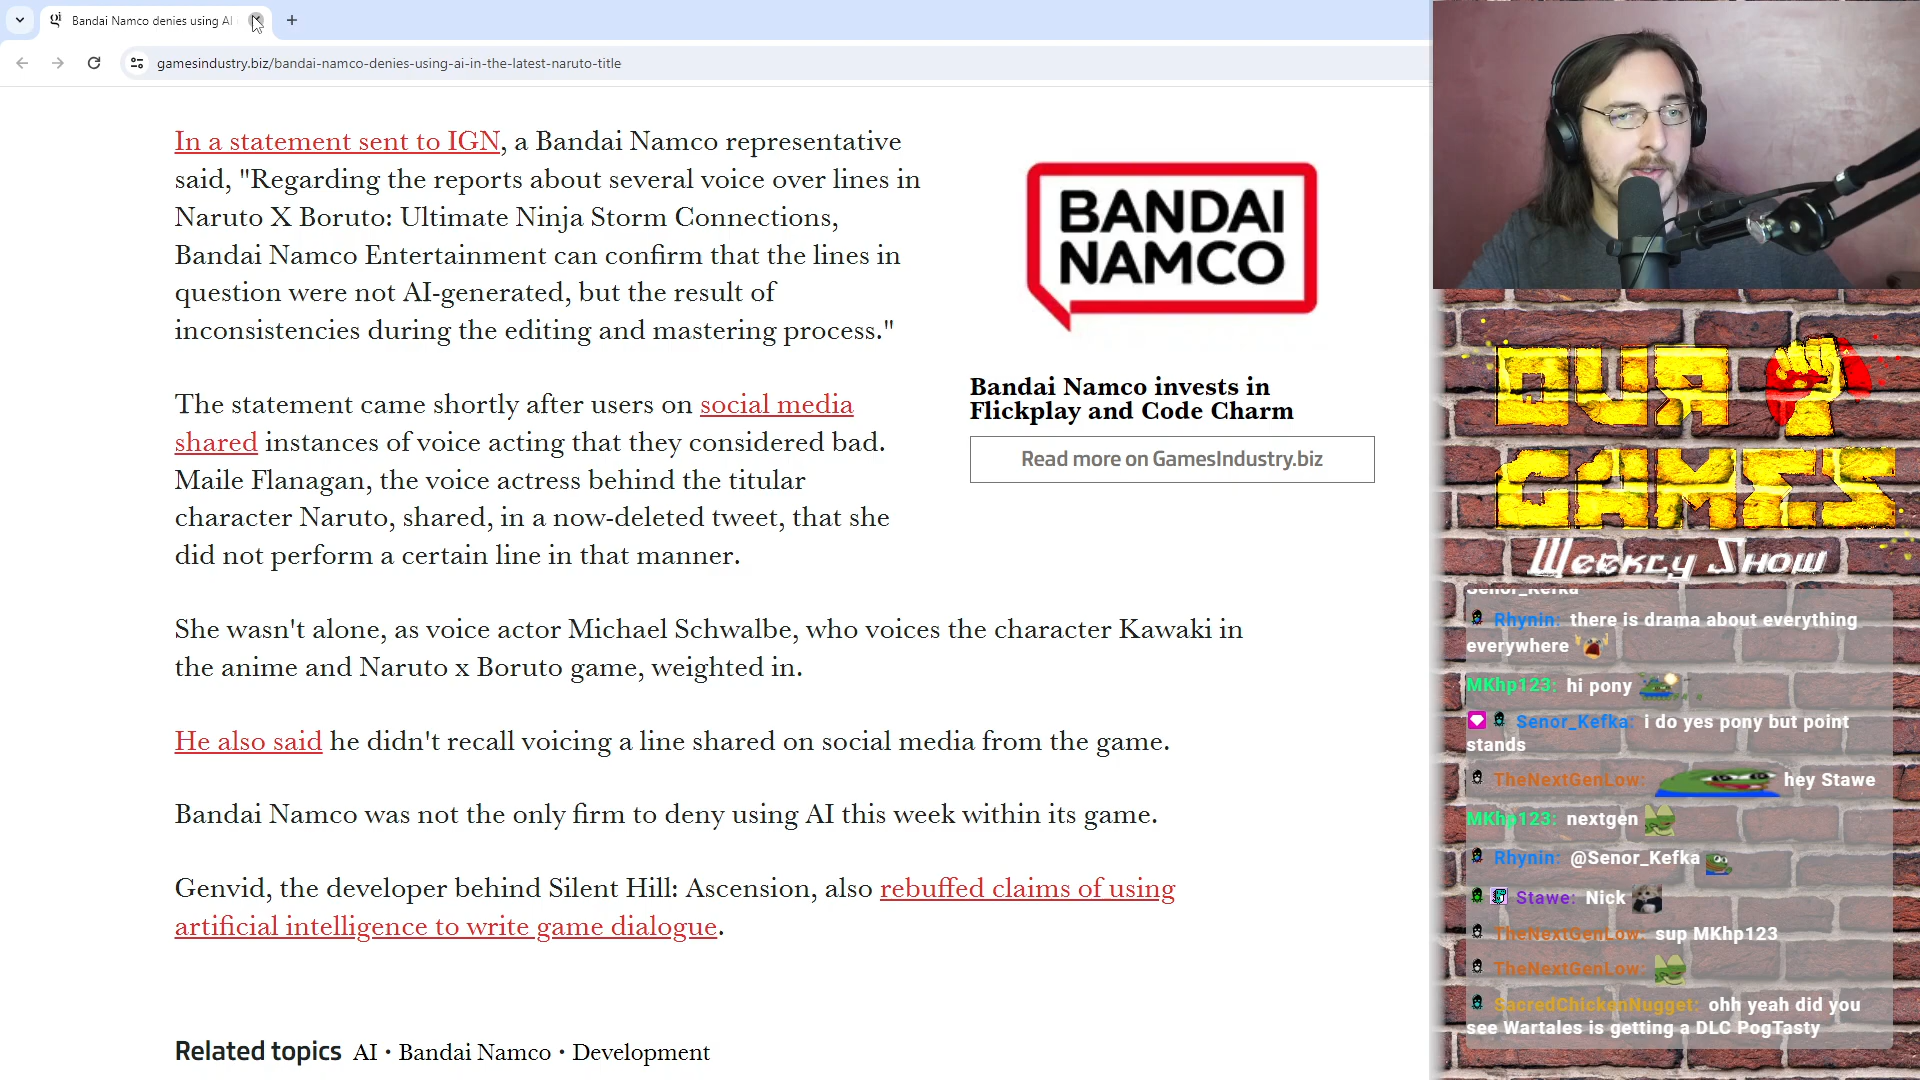 Bandai Namco denies using AI
gamesindustry.biz/bandai-namco-denies-using-ai-in-the-latest-naruto-title
In a statement sent to IGN, a Bandai Namco representative
said, "Regarding the reports about several voice over lines in
Naruto X Boruto: Ultimate Ninja Storm Connections,
Bandai Namco Entertainment can confirm that the lines in
question were not AI-generated, but the result of
inconsistencies during the editing and mastering process."
The statement came shortly after users on social media
shared instances of voice acting that they considered bad.
Maile Flanagan, the voice actress behind the titular
character Naruto, shared, in a now-deleted tweet, that she
did not perform a certain line in that manner.
She wasn't alone, as voice actor Michael Schwalbe, who voices the character Kawaki in
the anime and Naruto x Boruto game, weighted in.
He also said he didn't recall voicing a line shared on social media from the game.
Bandai Namco was not the only firm to deny using AI this week within its game.
Genvid, the developer behind Silent Hill: Ascension, also rebuffed claims of using
artificial intelligence to write game dialogue.
Related topics AI • Bandai Namco • Development
BANDAI
NAMCO
Bandai Namco invests in
Flickplay and Code Charm
Read more on GamesIndustry.biz
OUR
GAMES
Weekly Show
Senor_Kefka
Rhynin: there is drama about everything
everywhere
MKhp123: hi pony
Senor_Kefka: i do yes pony but point
stands
TheNextGenLow: hey Stawe
MKhp123: nextgen
Rhynin: @Senor_Kefka
Stawe: Nick
TheNextGenLow: sup MKhp123
TheNextGenLow:
SacredChickenNugget: ohh yeah did you
see Wartales is getting a DLC PogTasty